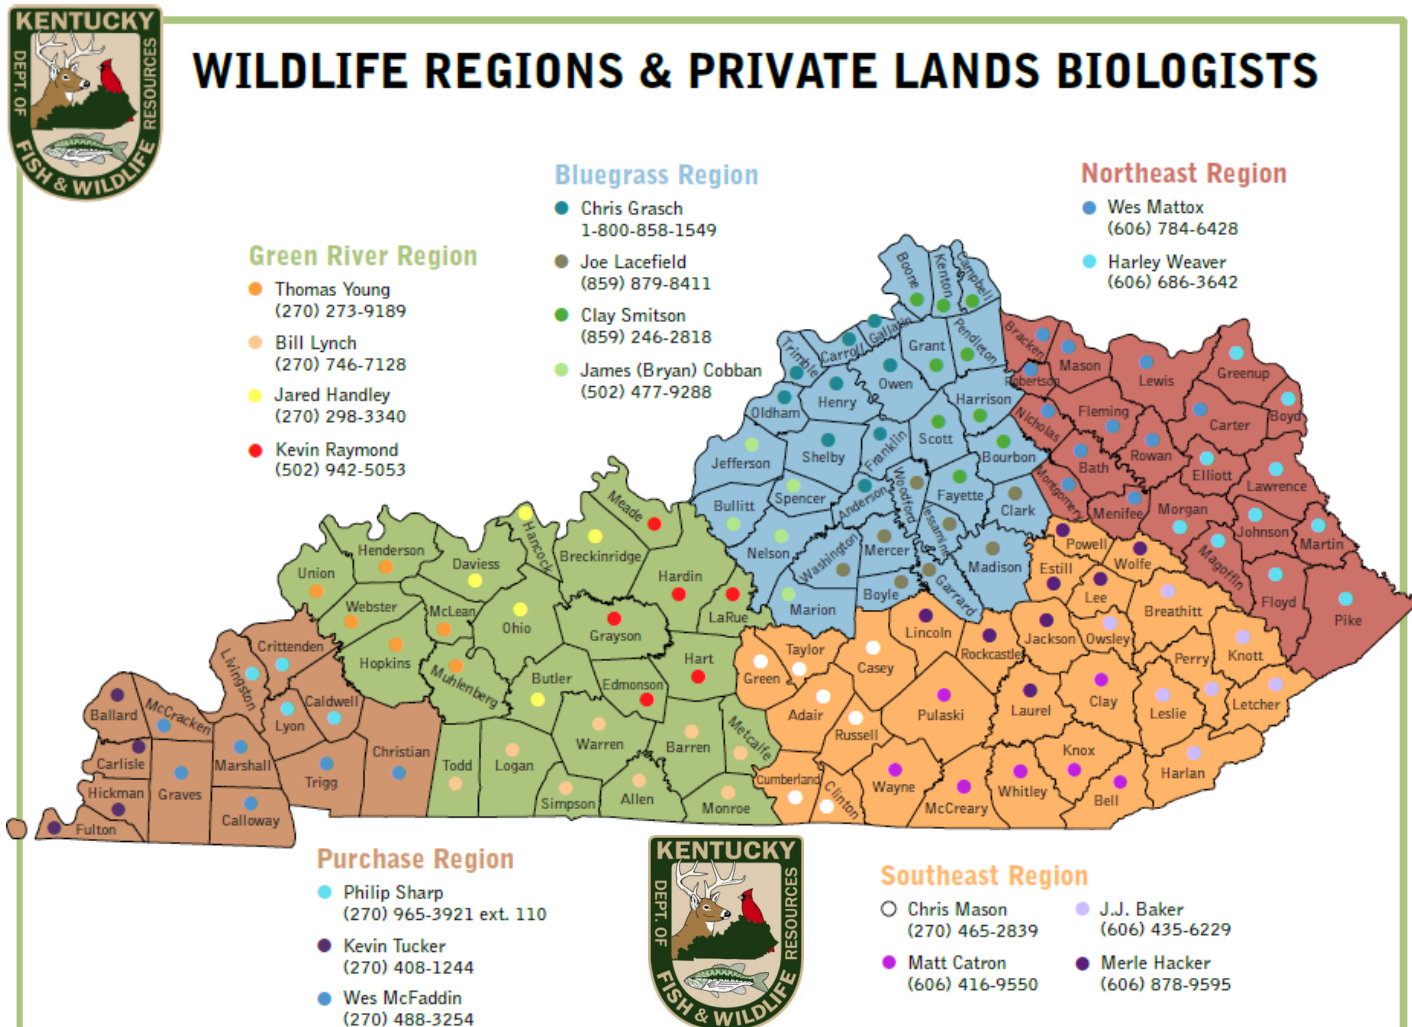 KENTUCKY
DEPT. OF
RESOURCES
FISH & WILDLIFE
WILDLIFE REGIONS & PRIVATE LANDS BIOLOGISTS
Bluegrass Region
Chris Grasch
1-800-858-1549
Joe Lacefield
(859) 879-8411
Clay Smitson
(859) 246-2818
James (Bryan) Cobban
(502) 477-9288
Northeast Region
Wes Mattox
(606) 784-6428
Harley Weaver
(606) 686-3642
Green River Region
Thomas Young
(270) 273-9189
Bill Lynch
(270) 746-7128
Jared Handley
(270) 298-3340
Kevin Raymond
(502) 942-5053
Boone
Kenton
Campbell
Gallatin
Carroll
Trimble
Grant
Pendleton
Owen
Henry
Oldham
Harrison
Bracken
Mason
Robertson
Lewis
Greenup
Boyd
Carter
Fleming
Nicholas
Rowan
Bath
Elliott
Lawrence
Montgomery
Menifee
Morgan
Johnson
Martin
Magoffin
Floyd
Pike
Jefferson
Shelby
Franklin
Scott
Bourbon
Bullitt
Spencer
Anderson
Woodford
Fayette
Clark
Jessamine
Nelson
Washington
Mercer
Madison
Marion
Boyle
Garrard
Meade
Hancock
Breckinridge
Henderson
Daviess
Union
Webster
McLean
Ohio
Hardin
LaRue
Grayson
Hopkins
Muhlenberg
Butler
Edmonson
Hart
Warren
Barren
Metcalfe
Todd
Logan
Simpson
Allen
Monroe
Crittenden
Livingston
Caldwell
Lyon
Ballard
McCracken
Carlisle
Marshall
Christian
Trigg
Hickman
Graves
Calloway
Fulton
Powell
Wolfe
Estill
Lee
Breathitt
Lincoln
Rockcastle
Jackson
Owsley
Perry
Knott
Taylor
Green
Casey
Adair
Russell
Pulaski
Laurel
Clay
Leslie
Letcher
Knox
Harlan
Cumberland
Clinton
Wayne
McCreary
Whitley
Bell
Purchase Region
Philip Sharp
(270) 965-3921 ext. 110
Kevin Tucker
(270) 408-1244
Wes McFaddin
(270) 488-3254
KENTUCKY
DEPT. OF
RESOURCES
FISH & WILDLIFE
Southeast Region
Chris Mason
(270) 465-2839
Matt Catron
(606) 416-9550
J.J. Baker
(606) 435-6229
Merle Hacker
(606) 878-9595